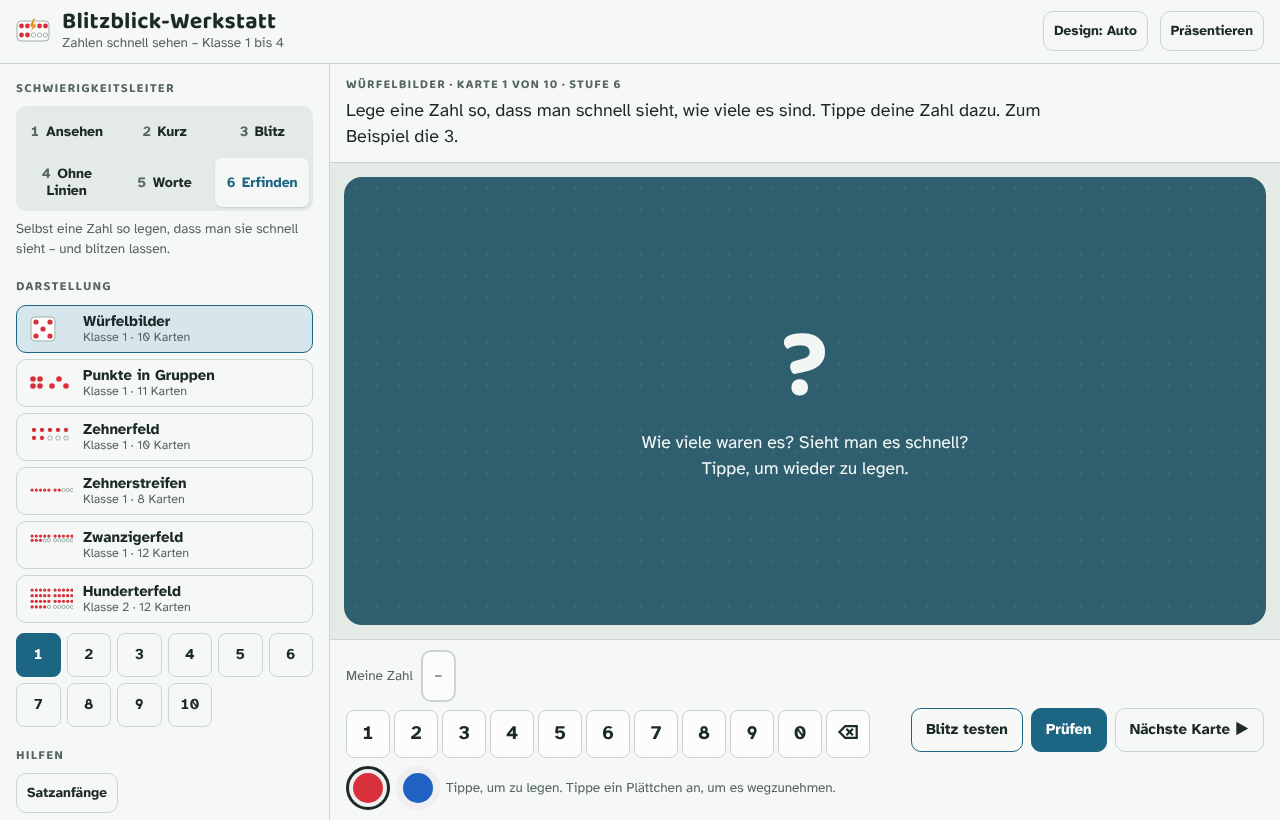 Blitzblick-Werkstatt
Zahlen schnell sehen – Klasse 1 bis 4
Design: Auto
Präsentieren
SCHWIERIGKEITSLEITER
1 Ansehen
2 Kurz
3 Blitz
4 Ohne
Linien
5 Worte
6 Erfinden
Selbst eine Zahl so legen, dass man sie schnell
sieht – und blitzen lassen.
DARSTELLUNG
Würfelbilder
Klasse 1 · 10 Karten
Punkte in Gruppen
Klasse 1 · 11 Karten
Zehnerfeld
Klasse 1 · 10 Karten
Zehnerstreifen
Klasse 1 · 8 Karten
Zwanzigerfeld
Klasse 1 · 12 Karten
Hunderterfeld
Klasse 2 · 12 Karten
1 2 3 4 5 6
7 8 9 10
HILFEN
Satzanfänge
WÜRFELBILDER · KARTE 1 VON 10 · STUFE 6
Lege eine Zahl so, dass man schnell sieht, wie viele es sind. Tippe deine Zahl dazu. Zum
Beispiel die 3.
?
Wie viele waren es? Sieht man es schnell?
Tippe, um wieder zu legen.
Meine Zahl –
1 2 3 4 5 6 7 8 9 0
Blitz testen
Prüfen
Nächste Karte ▶
Tippe, um zu legen. Tippe ein Plättchen an, um es wegzunehmen.